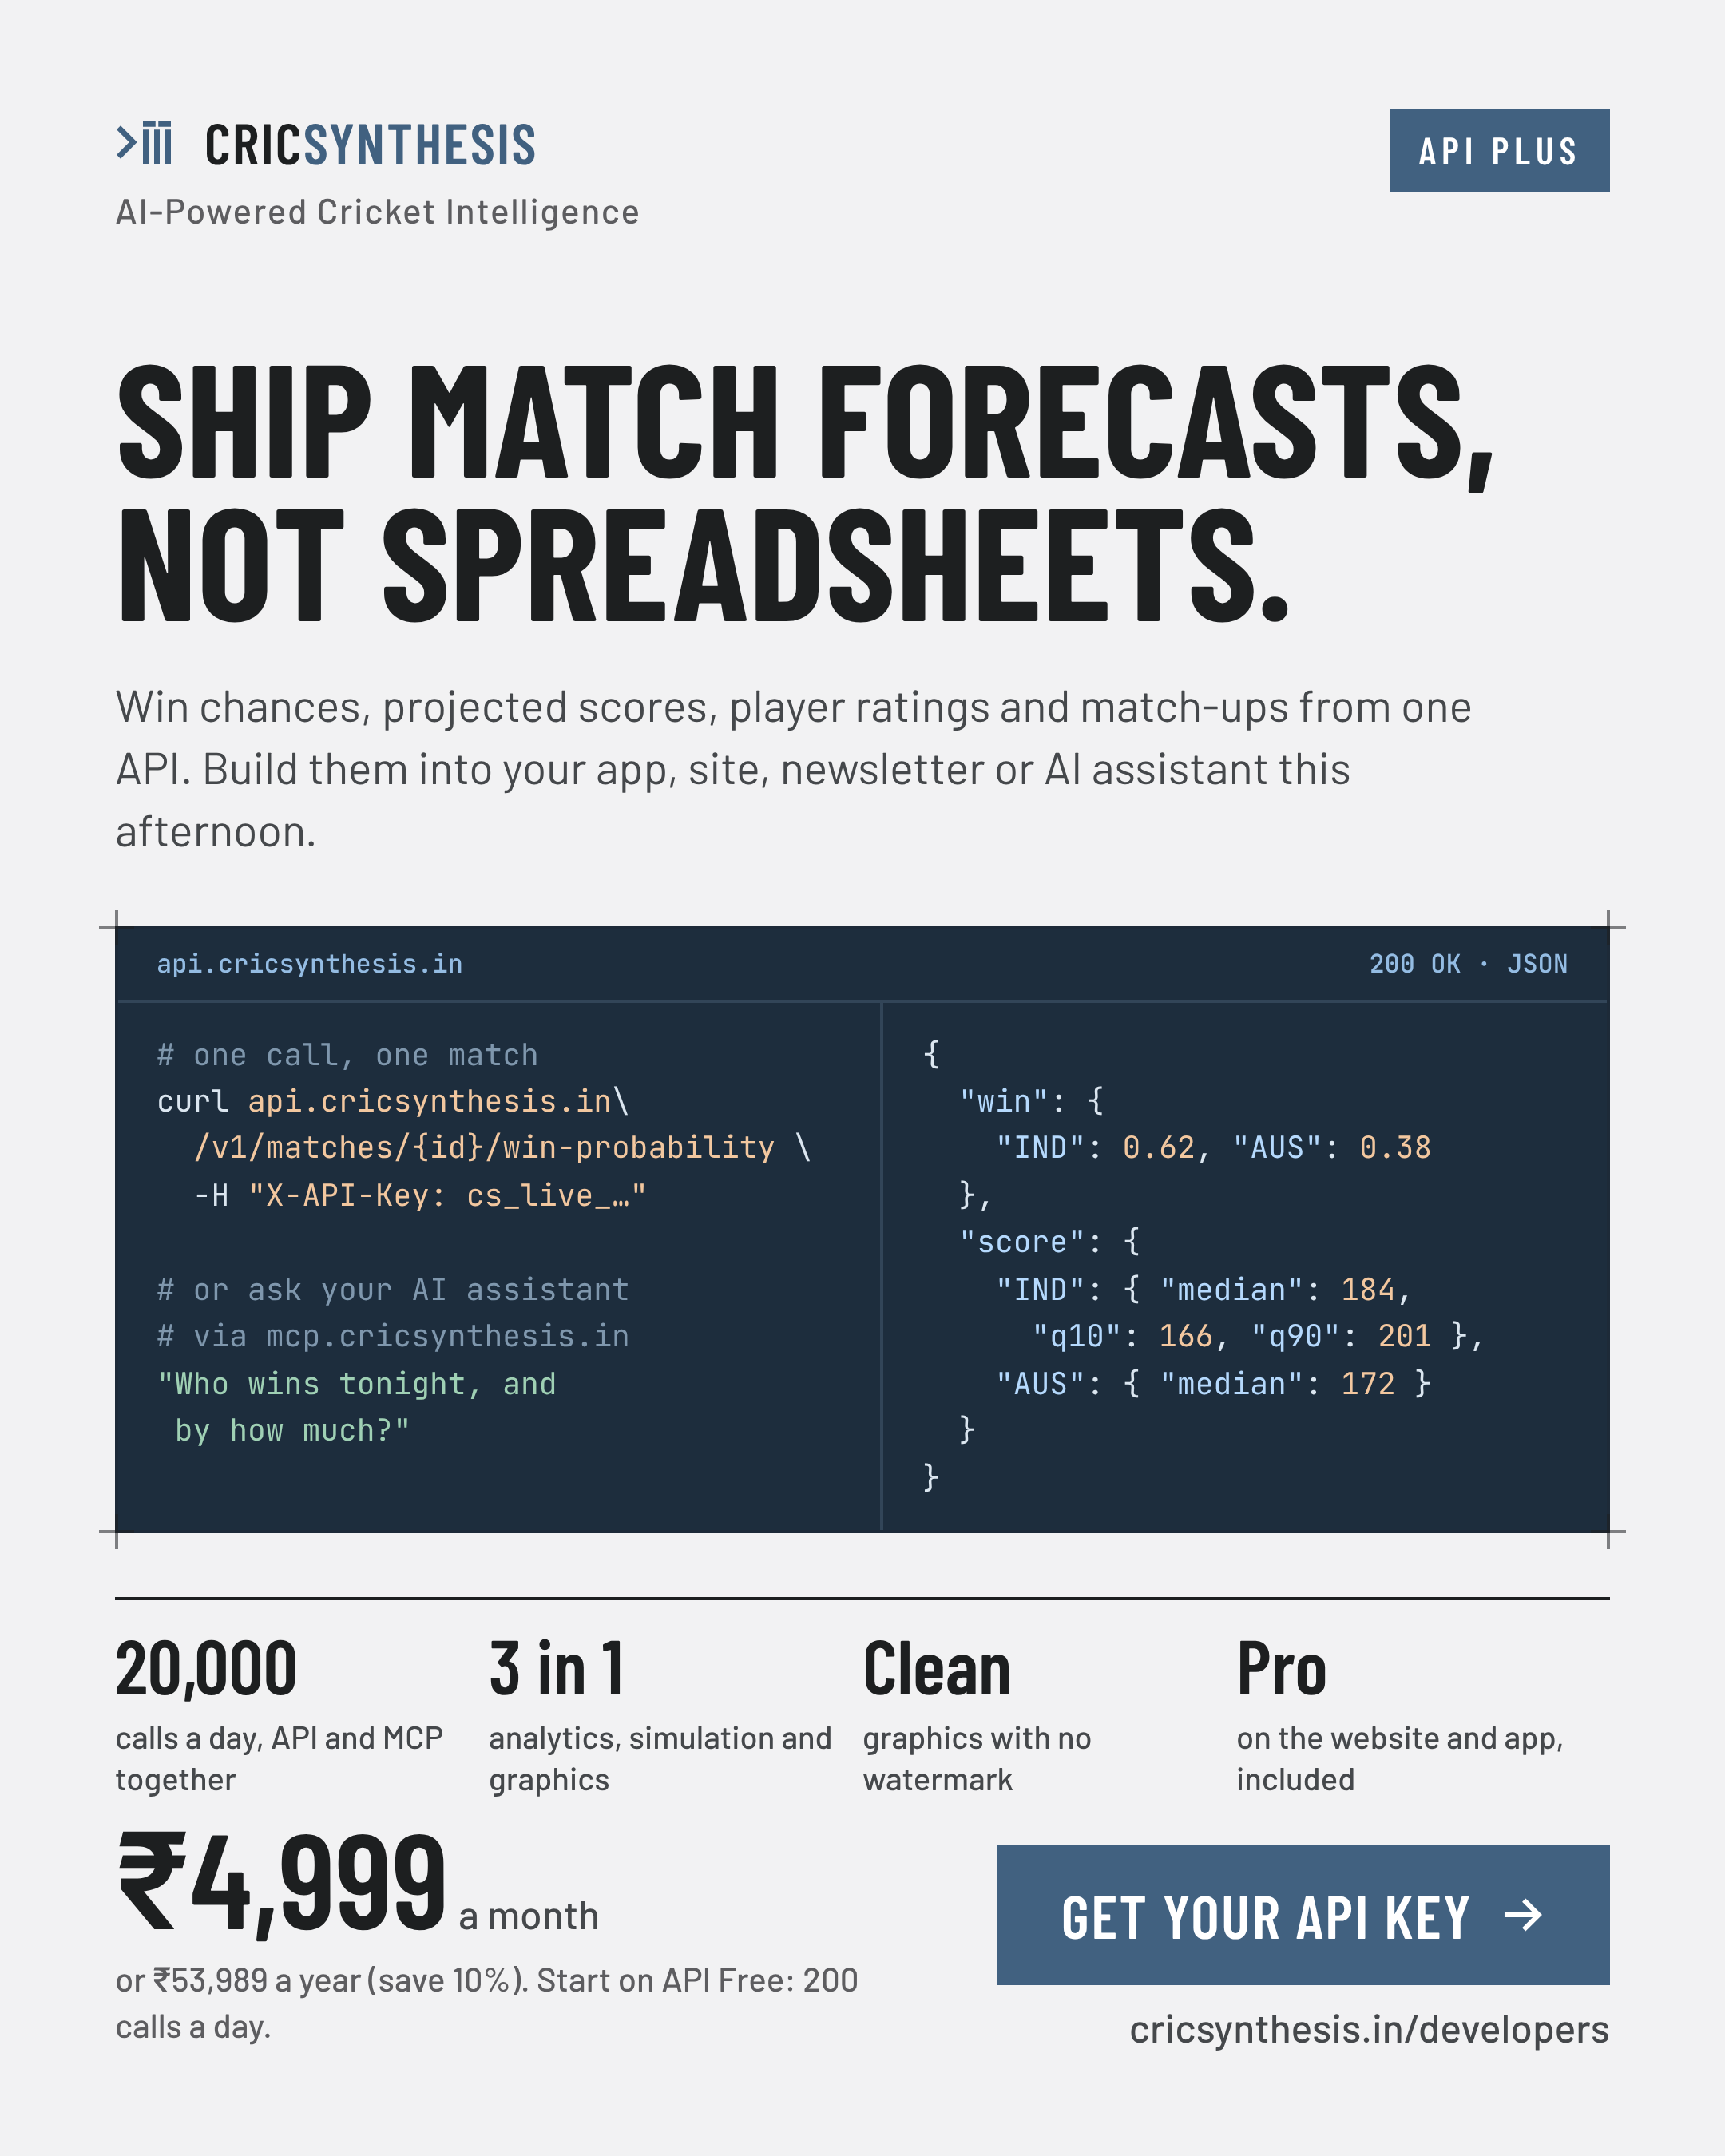 CRICSYNTHESIS
API PLUS
AI-Powered Cricket Intelligence
SHIP MATCH FORECASTS,
NOT SPREADSHEETS.
Win chances, projected scores, player ratings and match-ups from one
API. Build them into your app, site, newsletter or AI assistant this
afternoon.
api.cricsynthesis.in
200 OK · JSON
# one call, one match
curl api.cricsynthesis.in\
/v1/matches/{id}/win-probability \
-H "X-API-Key: cs_live_…"
# or ask your AI assistant
# via mcp.cricsynthesis.in
"Who wins tonight, and
by how much?"
{
"win": {
"IND": 0.62, "AUS": 0.38
},
"score": {
"IND": { "median": 184,
"q10": 166, "q90": 201 },
"AUS": { "median": 172 }
}
}
20,000
calls a day, API and MCP
together
3 in 1
analytics, simulation and
graphics
Clean
graphics with no
watermark
Pro
on the website and app,
included
₹4,999 a month
or ₹53,989 a year (save 10%). Start on API Free: 200
calls a day.
GET YOUR API KEY →
cricsynthesis.in/developers